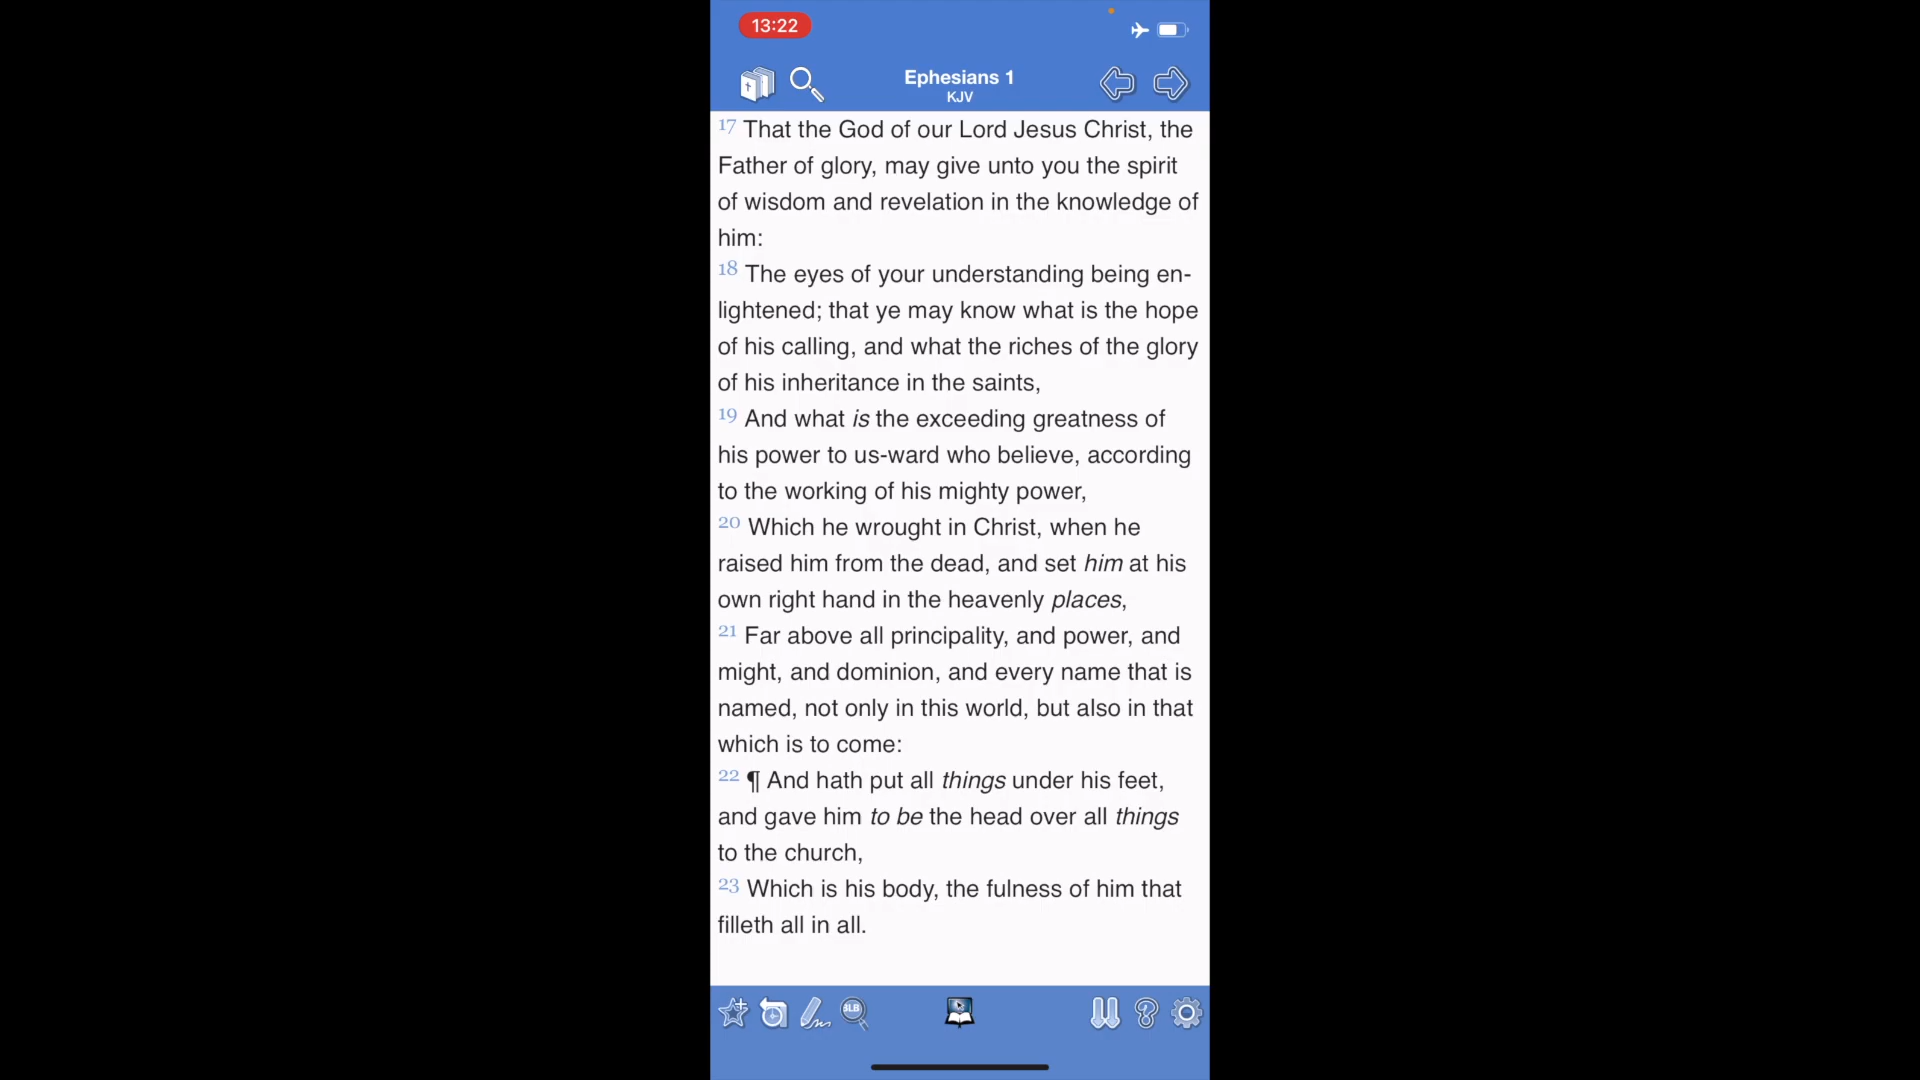 13:22
Ephesians 1
KJV
17 That the God of our Lord Jesus Christ, the
Father of glory, may give unto you the spirit
of wisdom and revelation in the knowledge of
him:
18 The eyes of your understanding being en-
lightened; that ye may know what is the hope
of his calling, and what the riches of the glory
of his inheritance in the saints,
19 And what is the exceeding greatness of
his power to us-ward who believe, according
to the working of his mighty power,
20 Which he wrought in Christ, when he
raised him from the dead, and set him at his
own right hand in the heavenly places,
21 Far above all principality, and power, and
might, and dominion, and every name that is
named, not only in this world, but also in that
which is to come:
22 ¶ And hath put all things under his feet,
and gave him to be the head over all things
to the church,
23 Which is his body, the fulness of him that
filleth all in all.
BLB